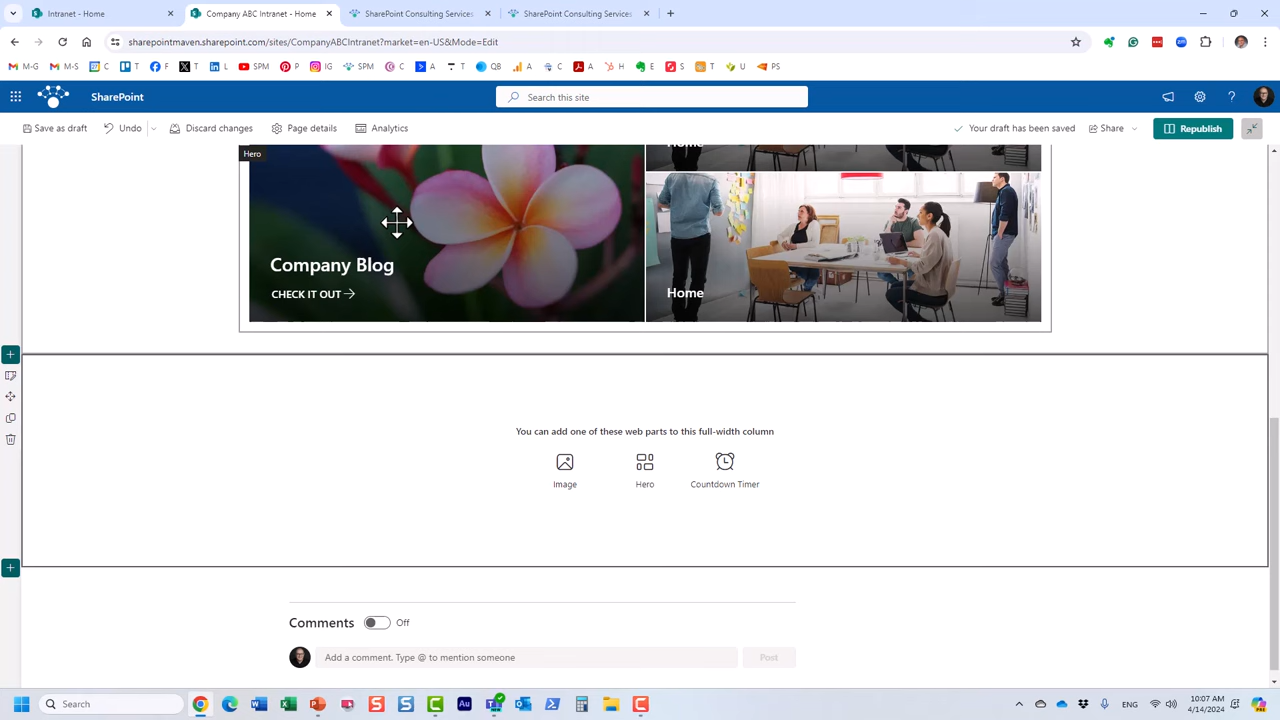 Intranet - Home
Company ABC Intranet - Home
SharePoint Consulting Services
SharePoint Consulting Services
sharepointmaven.sharepoint.com/sites/CompanyABCIntranet?market=en-US&Mode=Edit
M-G M-S C T F X L SPM P IG SPM C A T QB A C A H E S T U PS
SharePoint
Search this site
Save as draft Undo Discard changes Page details Analytics Your draft has been saved Share Republish
Hero
Home
Company Blog
CHECK IT OUT
Home
You can add one of these web parts to this full-width column
Image Hero Countdown Timer
Comments Off
Add a comment. Type @ to mention someone
Post
Search
ENG
10:07 AM
4/14/2024